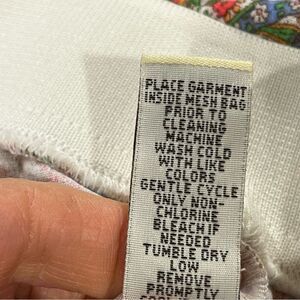 PLACE GARMENT
INSIDE MESH BAG
PRIOR TO
CLEANING
MACHINE
WASH COLD
WITH LIKE
COLORS
GENTLE CYCLE
ONLY NON-
CHLORINE
BLEACH IF
NEEDED
TUMBLE DRY
LOW
REMOVE
PROMPTLY